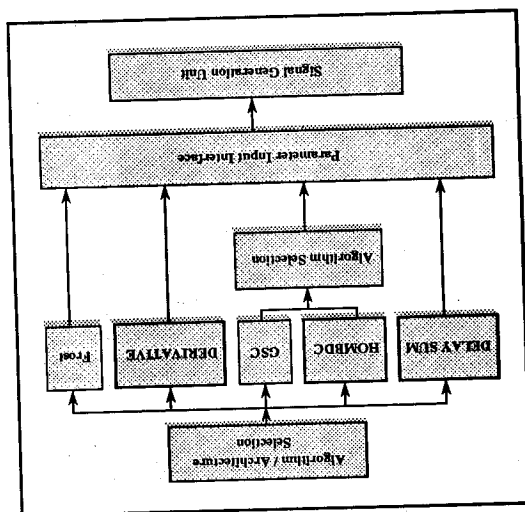 Algorithm / Architecture
Selection
DELAY SUM
HOMBDC
GSC
DERIVATIVE
Frost
Algorithm Selection
Parameter Input Interface
Signal Generation Unit